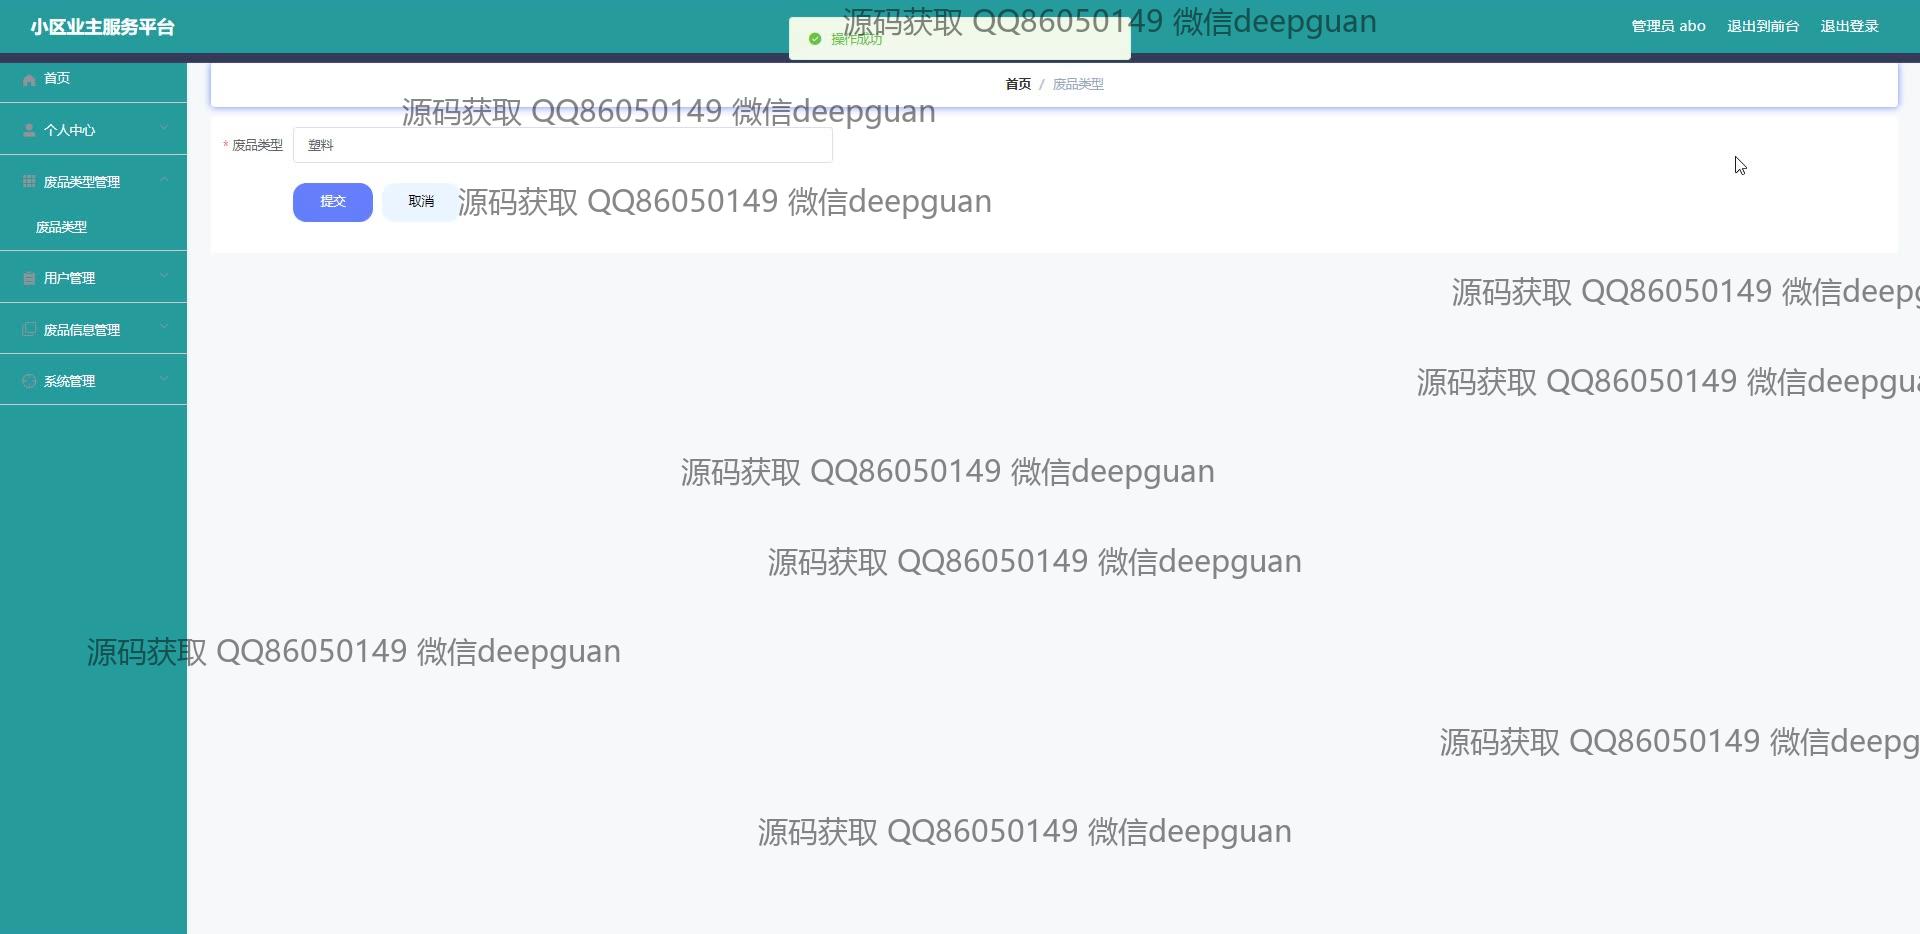 小区业主服务平台
源码获取 QQ86050149 微信deepguan
操作成功
管理员 abo
退出到前台
退出登录
首页
首页 / 废品类型
个人中心
源码获取 QQ86050149 微信deepguan
* 废品类型
塑料
废品类型管理
提交
取消
源码获取 QQ86050149 微信deepguan
废品类型
用户管理
源码获取 QQ86050149 微信deepg
废品信息管理
系统管理
源码获取 QQ86050149 微信deepgua
源码获取 QQ86050149 微信deepguan
源码获取 QQ86050149 微信deepguan
源码获取 QQ86050149 微信deepguan
源码获取 QQ86050149 微信deepg
源码获取 QQ86050149 微信deepguan